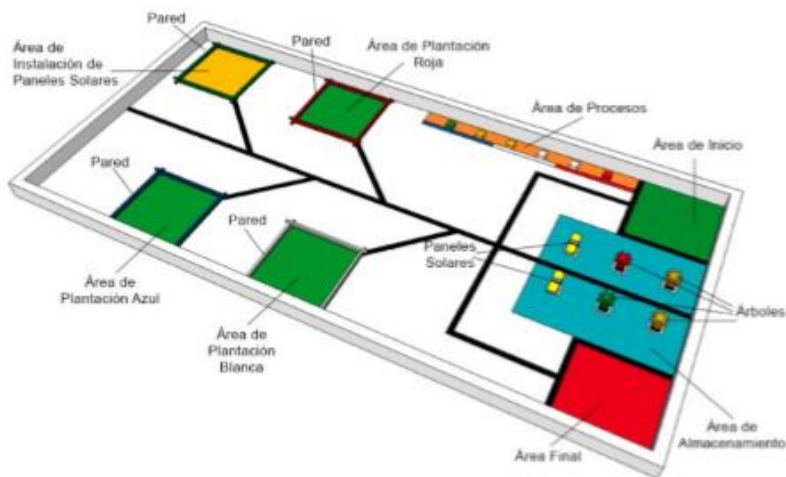 Pared
Área de
Instalación de
Paneles Solares
Pared
Área de Plantación
Roja
Área de Procesos
Área de Inicio
Pared
Pared
Paneles
Solares
Árboles
Área de
Plantación Azul
Área de
Plantación
Blanca
Área de
Almacenamiento
Área Final